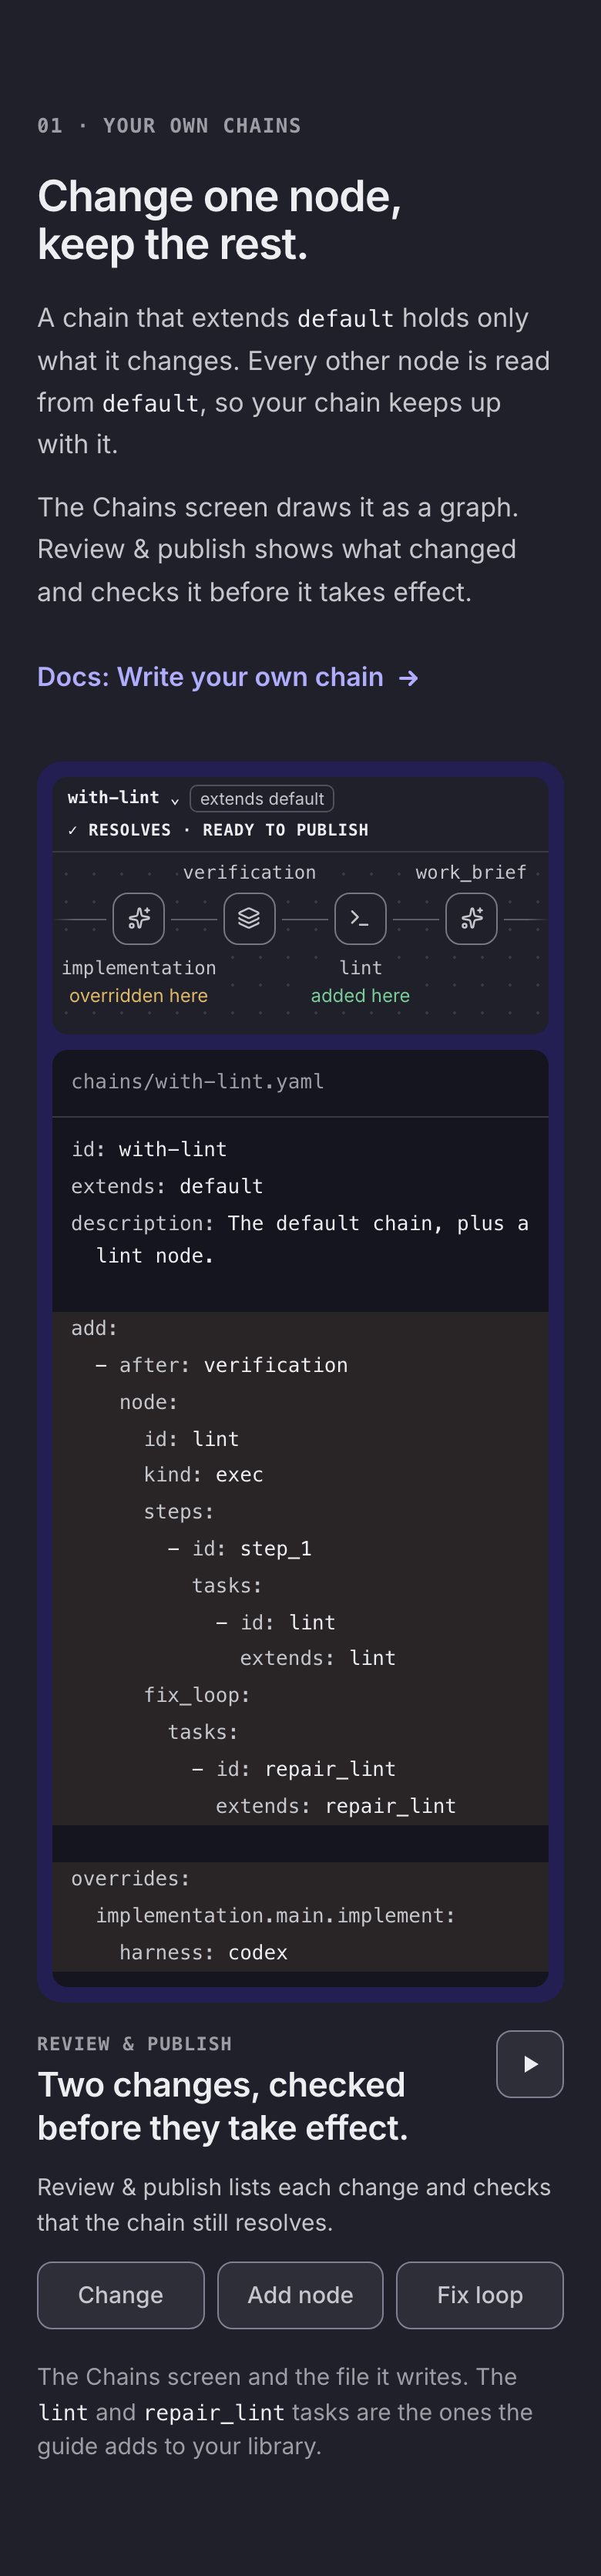 01 · YOUR OWN CHAINS
Change one node,
keep the rest.
A chain that extends default holds only
what it changes. Every other node is read
from default, so your chain keeps up
with it.
The Chains screen draws it as a graph.
Review & publish shows what changed
and checks it before it takes effect.
Docs: Write your own chain →
with-lint ⌄ extends default
✓ RESOLVES · READY TO PUBLISH
verification work_brief
implementation lint
overridden here added here
chains/with-lint.yaml
id: with-lint
extends: default
description: The default chain, plus a
lint node.
add:
- after: verification
node:
id: lint
kind: exec
steps:
- id: step_1
tasks:
- id: lint
extends: lint
fix_loop:
tasks:
- id: repair_lint
extends: repair_lint
overrides:
implementation.main.implement:
harness: codex
REVIEW & PUBLISH
Two changes, checked
before they take effect.
Review & publish lists each change and checks
that the chain still resolves.
Change Add node Fix loop
The Chains screen and the file it writes. The
lint and repair_lint tasks are the ones the
guide adds to your library.